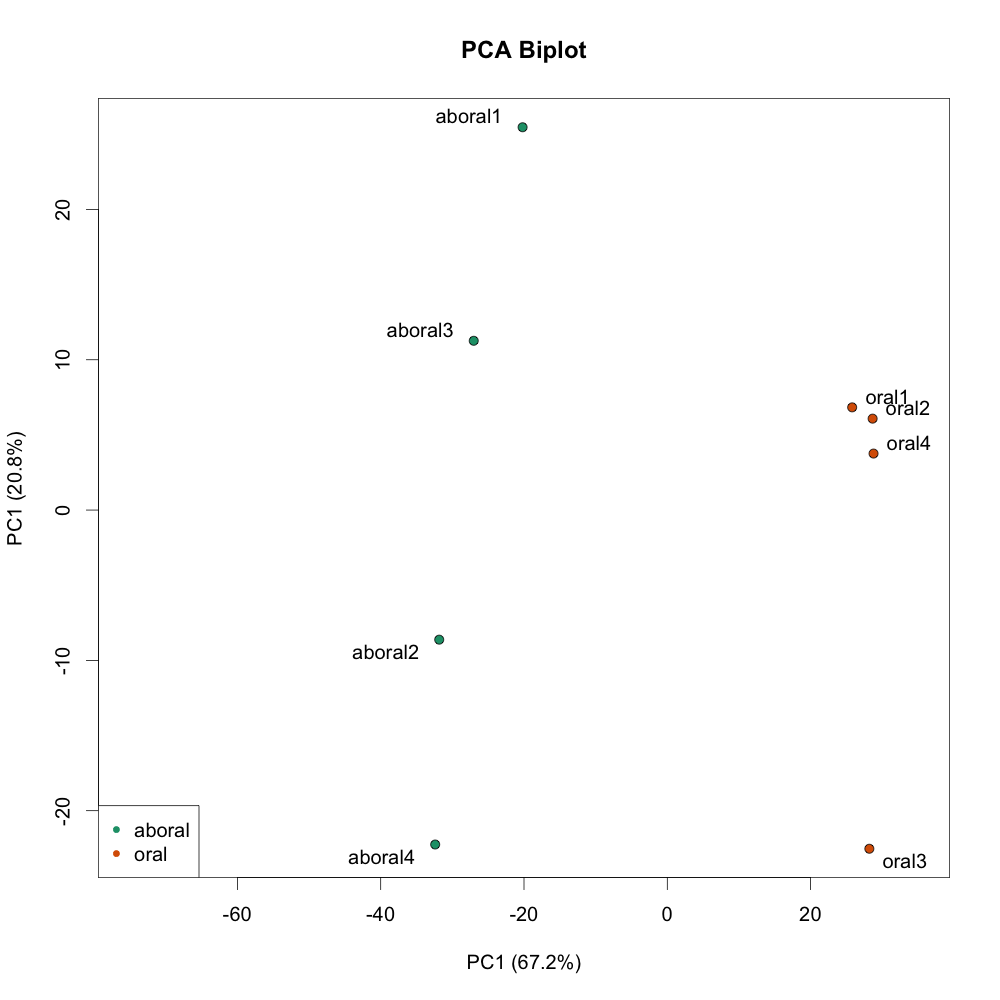 PCA Biplot
aboral1
20
aboral3
10
oral1
oral2
oral4
PC1 (20.8%)
0
-10
aboral2
-20
aboral
oral
aboral4
oral3
-60 -40 -20 0 20
PC1 (67.2%)